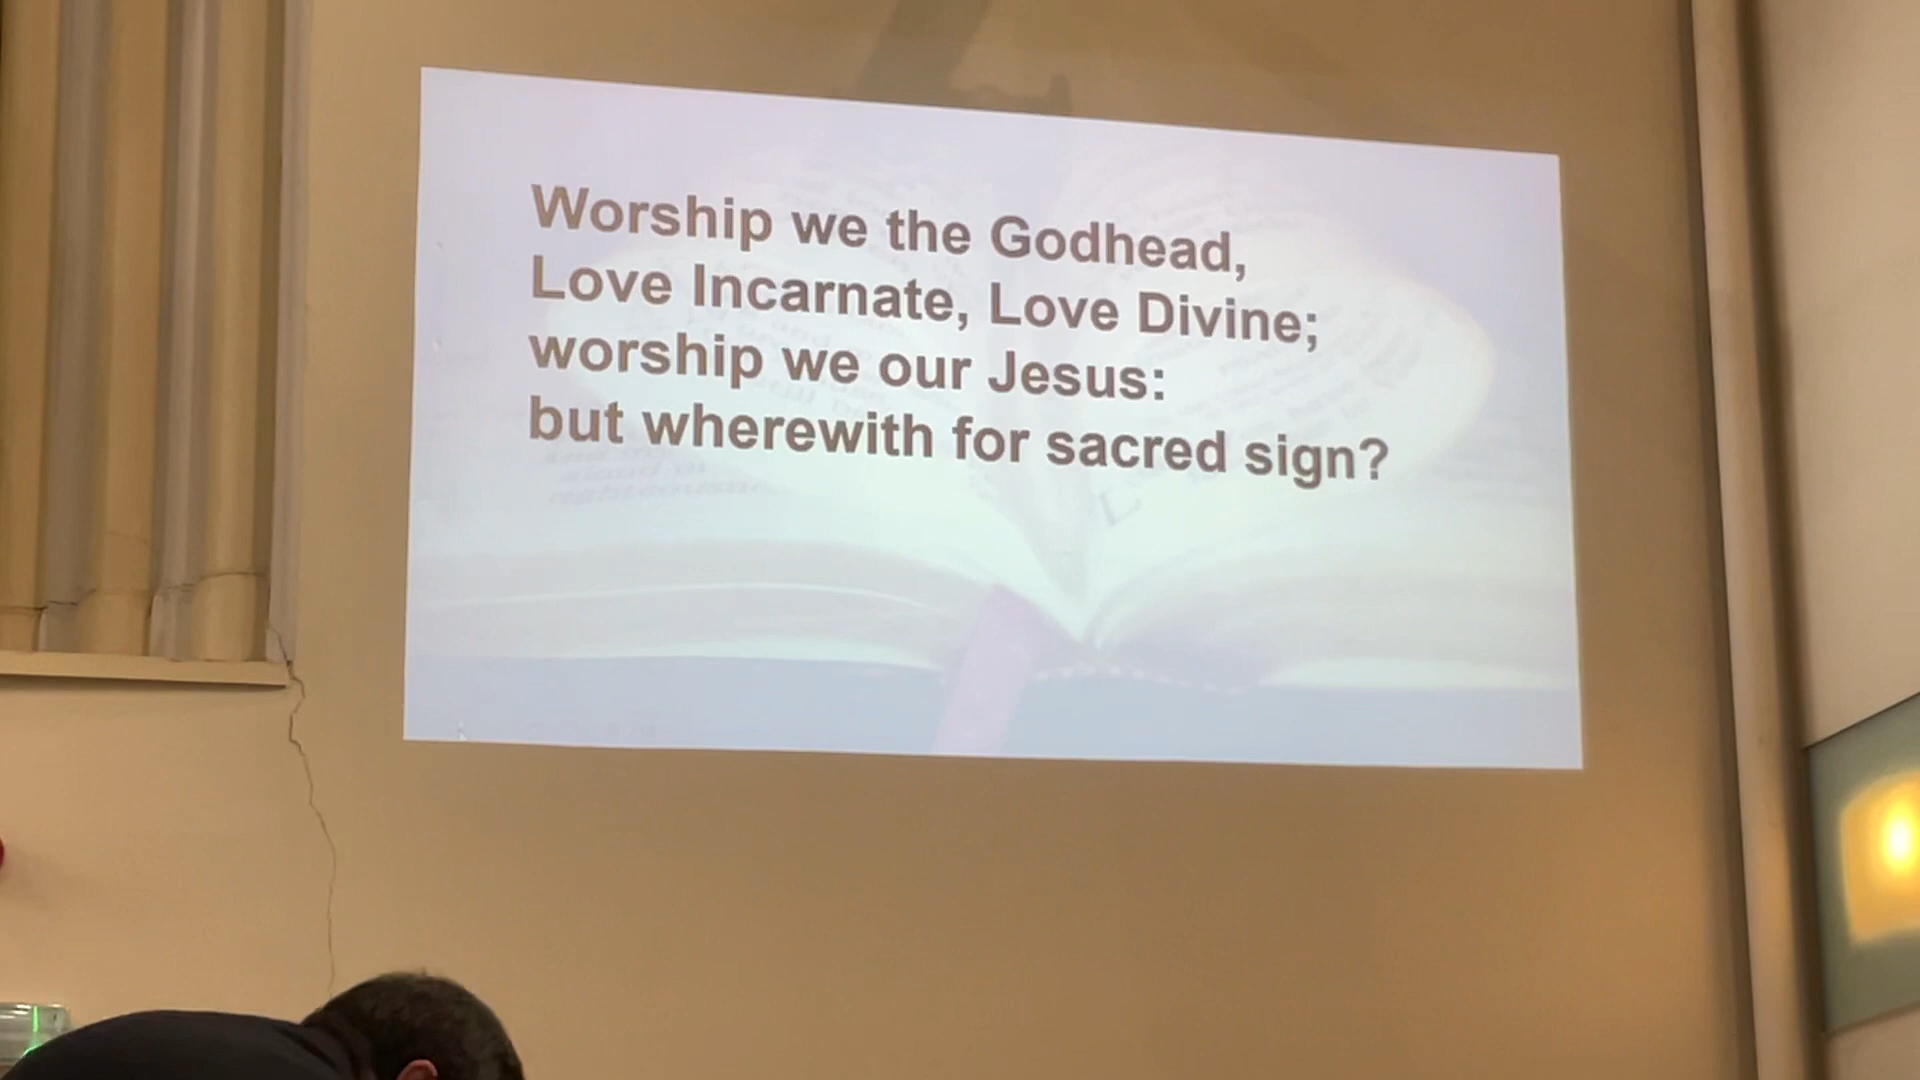 Worship we the Godhead,
Love Incarnate, Love Divine;
worship we our Jesus:
but wherewith for sacred sign?